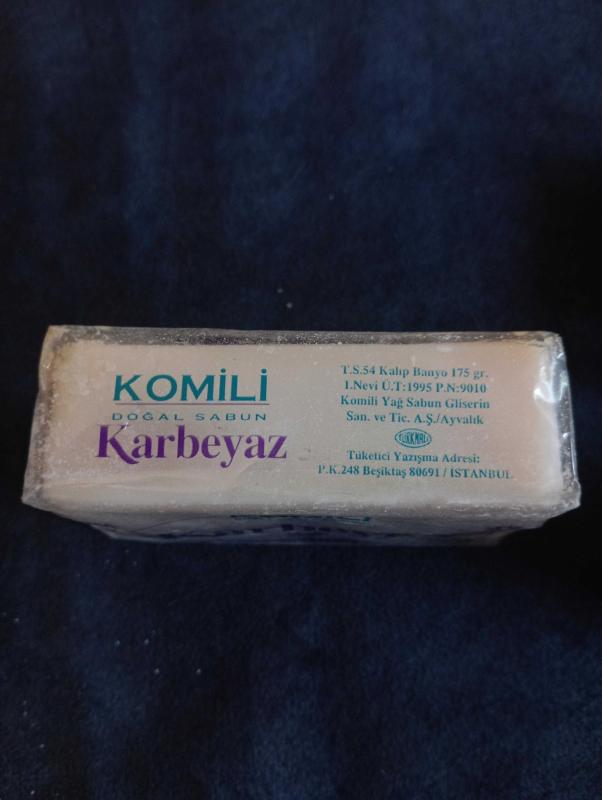 KOMİLİ
DOĞAL SABUN
Karbeyaz
T.S.54 Kalıp Banyo 175 gr.
1.Nevi Ü.T:1995 P.N:9010
Komili Yağ Sabun Gliserin
San. ve Tic. A.Ş./Ayvalık
TÜRKMALI
Tüketici Yazışma Adresi:
P.K.248 Beşiktaş 80691 / İSTANBUL